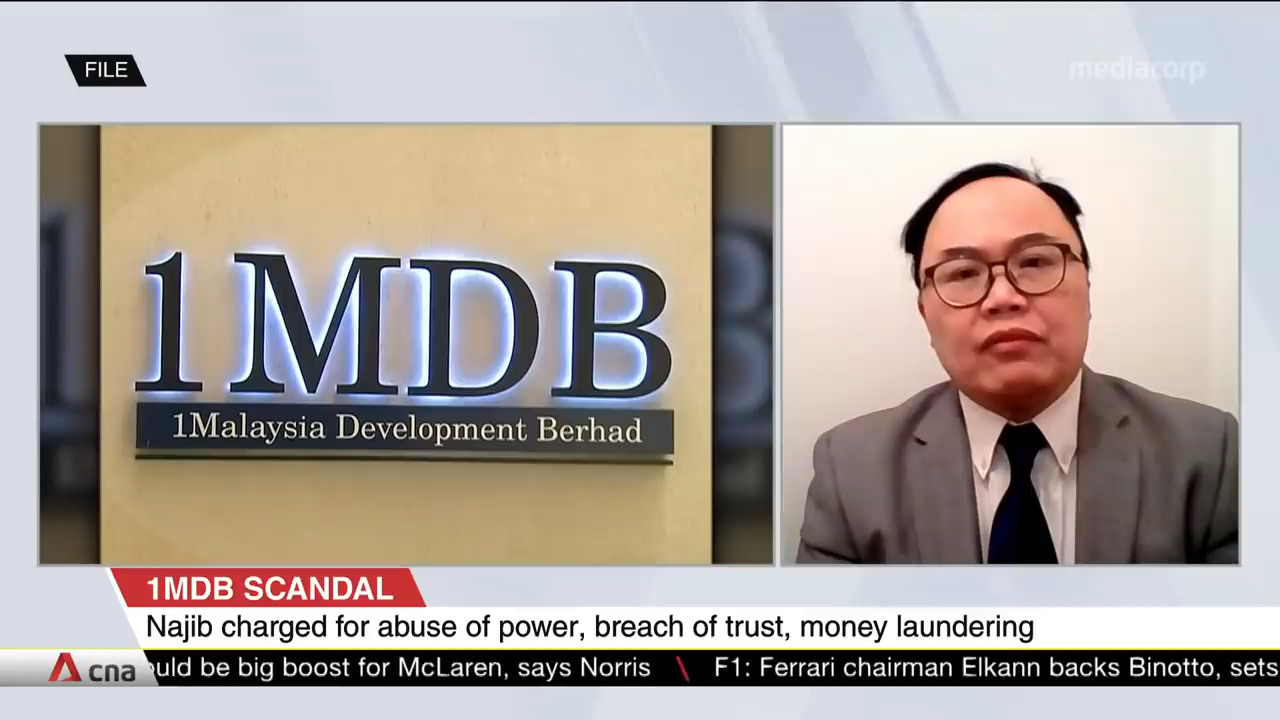 FILE
mediacorp
1MDB
1Malaysia Development Berhad
1MDB SCANDAL
Najib charged for abuse of power, breach of trust, money laundering
cna
ould be big boost for McLaren, says Norris \ F1: Ferrari chairman Elkann backs Binotto, sets